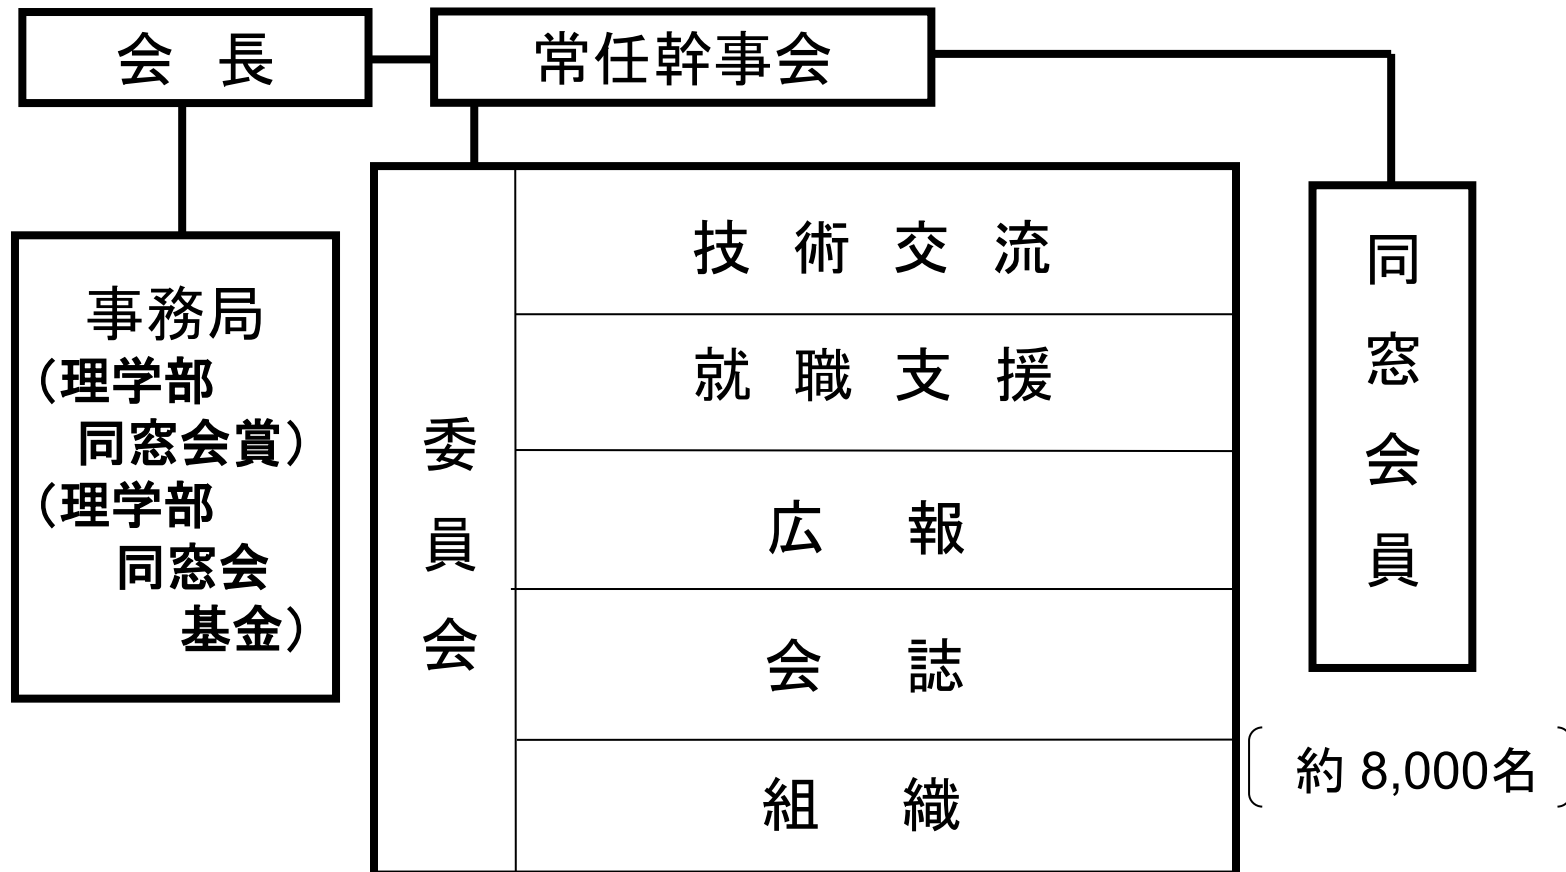 会 長
常任幹事会
事務局
（理学部
同窓会賞）
（理学部
同窓会
基金）
委員会
技 術 交 流
就 職 支 援
広 報
会 誌
組 織
同窓会員
約 8,000名